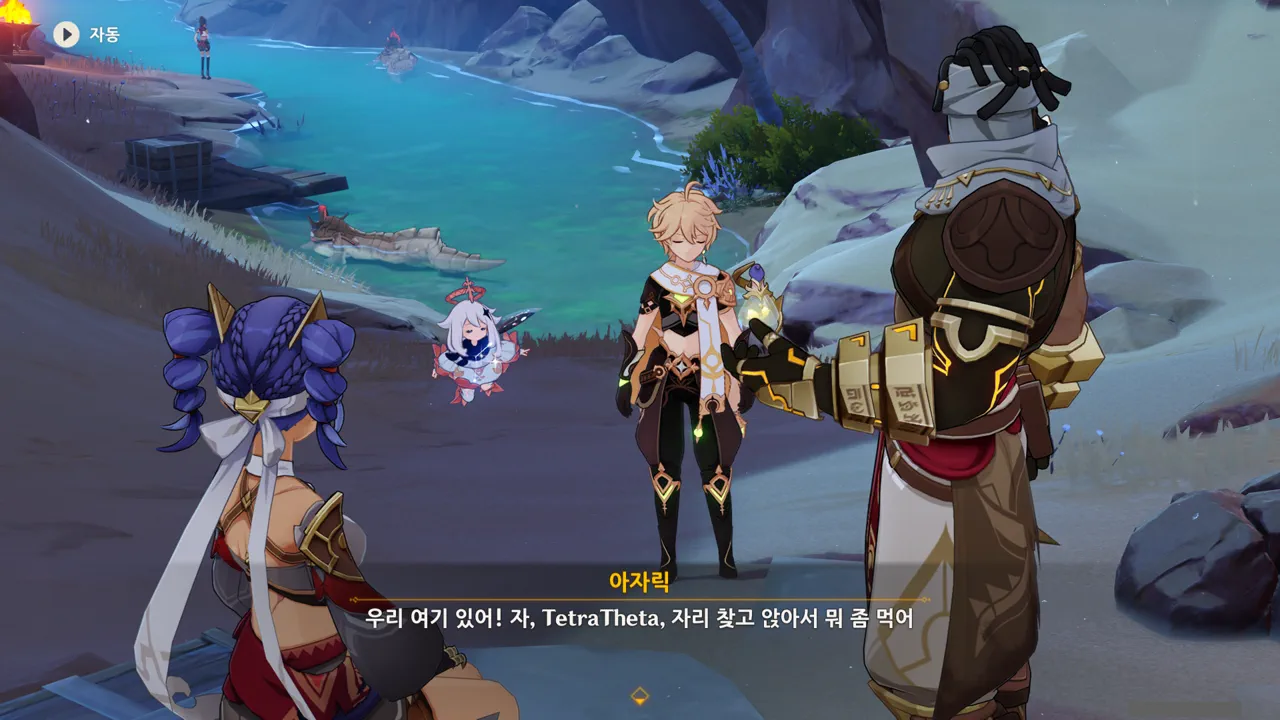 자동
아자릭
우리 여기 있어! 자, TetraTheta, 자리 찾고 앉아서 뭐 좀 먹어